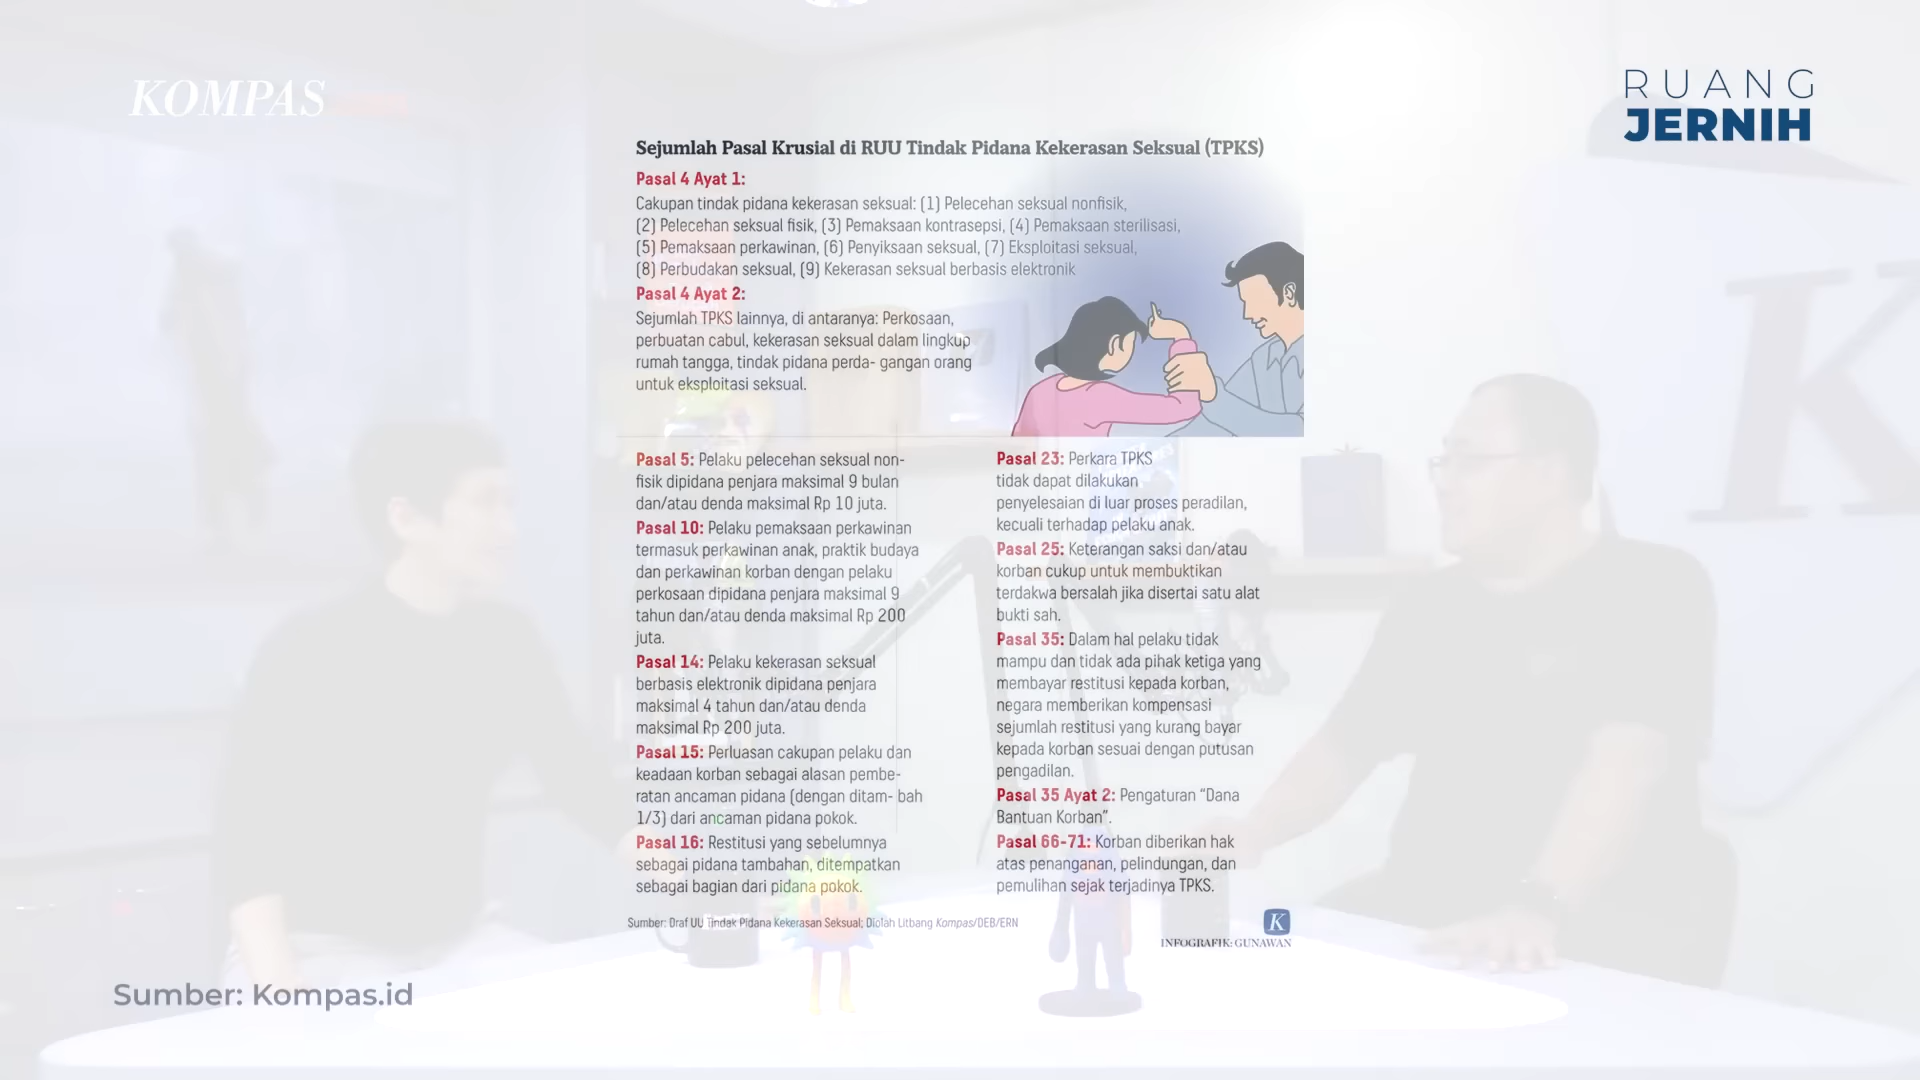 KOMPAS
RUANG
JERNIH
Sejumlah Pasal Krusial di RUU Tindak Pidana Kekerasan Seksual (TPKS)
Pasal 4 Ayat 1:
Cakupan tindak pidana kekerasan seksual: (1) Pelecehan seksual nonfisik,
(2) Pelecehan seksual fisik, (3) Pemaksaan kontrasepsi, (4) Pemaksaan sterilisasi,
(5) Pemaksaan perkawinan, (6) Penyiksaan seksual, (7) Eksploitasi seksual,
(8) Perbudakan seksual, (9) Kekerasan seksual berbasis elektronik
Pasal 4 Ayat 2:
Sejumlah TPKS lainnya, di antaranya: Perkosaan,
perbuatan cabul, kekerasan seksual dalam lingkup
rumah tangga, tindak pidana perda- gangan orang
untuk eksploitasi seksual.
Pasal 5: Pelaku pelecehan seksual non-
fisik dipidana penjara maksimal 9 bulan
dan/atau denda maksimal Rp 10 juta.
Pasal 10: Pelaku pemaksaan perkawinan
termasuk perkawinan anak, praktik budaya
dan perkawinan korban dengan pelaku
perkosaan dipidana penjara maksimal 9
tahun dan/atau denda maksimal Rp 200
juta.
Pasal 14: Pelaku kekerasan seksual
berbasis elektronik dipidana penjara
maksimal 4 tahun dan/atau denda
maksimal Rp 200 juta.
Pasal 15: Perluasan cakupan pelaku dan
keadaan korban sebagai alasan pembe-
ratan ancaman pidana (dengan ditam- bah
1/3) dari ancaman pidana pokok.
Pasal 16: Restitusi yang sebelumnya
sebagai pidana tambahan, ditempatkan
sebagai bagian dari pidana pokok.
Pasal 23: Perkara TPKS
tidak dapat dilakukan
penyelesaian di luar proses peradilan,
kecuali terhadap pelaku anak.
Pasal 25: Keterangan saksi dan/atau
korban cukup untuk membuktikan
terdakwa bersalah jika disertai satu alat
bukti sah.
Pasal 35: Dalam hal pelaku tidak
mampu dan tidak ada pihak ketiga yang
membayar restitusi kepada korban,
negara memberikan kompensasi
sejumlah restitusi yang kurang bayar
kepada korban sesuai dengan putusan
pengadilan.
Pasal 35 Ayat 2: Pengaturan “Dana
Bantuan Korban”.
Pasal 66-71: Korban diberikan hak
atas penanganan, pelindungan, dan
pemulihan sejak terjadinya TPKS.
Sumber: Draf UU Tindak Pidana Kekerasan Seksual; Diolah Litbang Kompas/DEB/ERN
K
INFOGRAFIK: GUNAWAN
Sumber: Kompas.id
K